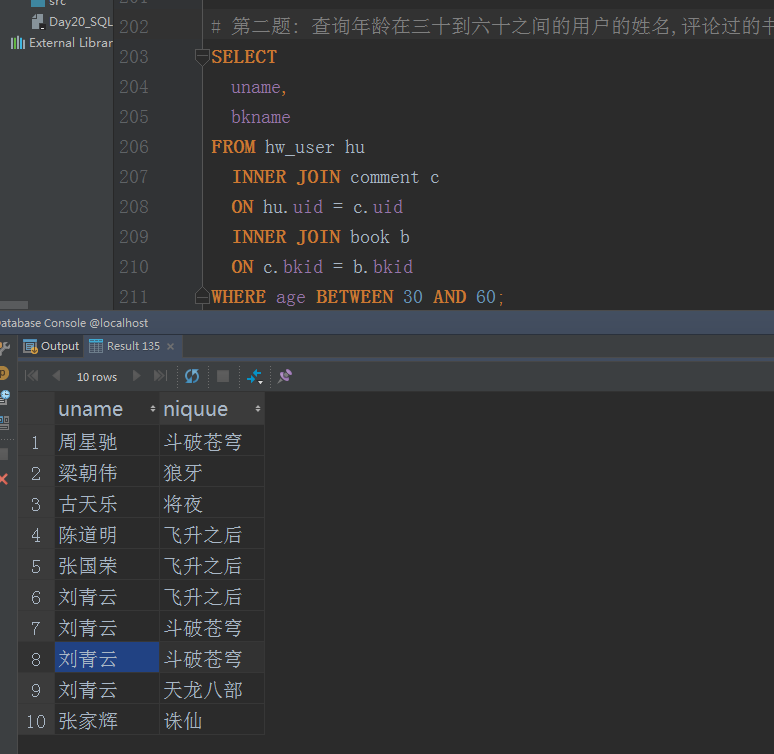 src
201
Day20_SQL
202 # 第二题: 查询年龄在三十到六十之间的用户的姓名,评论过的书
External Librar
203 SELECT
204 uname,
205 bkname
206 FROM hw_user hu
207 INNER JOIN comment c
208 ON hu.uid = c.uid
209 INNER JOIN book b
210 ON c.bkid = b.bkid
211 WHERE age BETWEEN 30 AND 60;
atabase Console @localhost
Output Result 135
10 rows
uname niquue
1 周星驰 斗破苍穹
2 梁朝伟 狼牙
3 古天乐 将夜
4 陈道明 飞升之后
5 张国荣 飞升之后
6 刘青云 飞升之后
7 刘青云 斗破苍穹
8 刘青云 斗破苍穹
9 刘青云 天龙八部
10 张家辉 诛仙